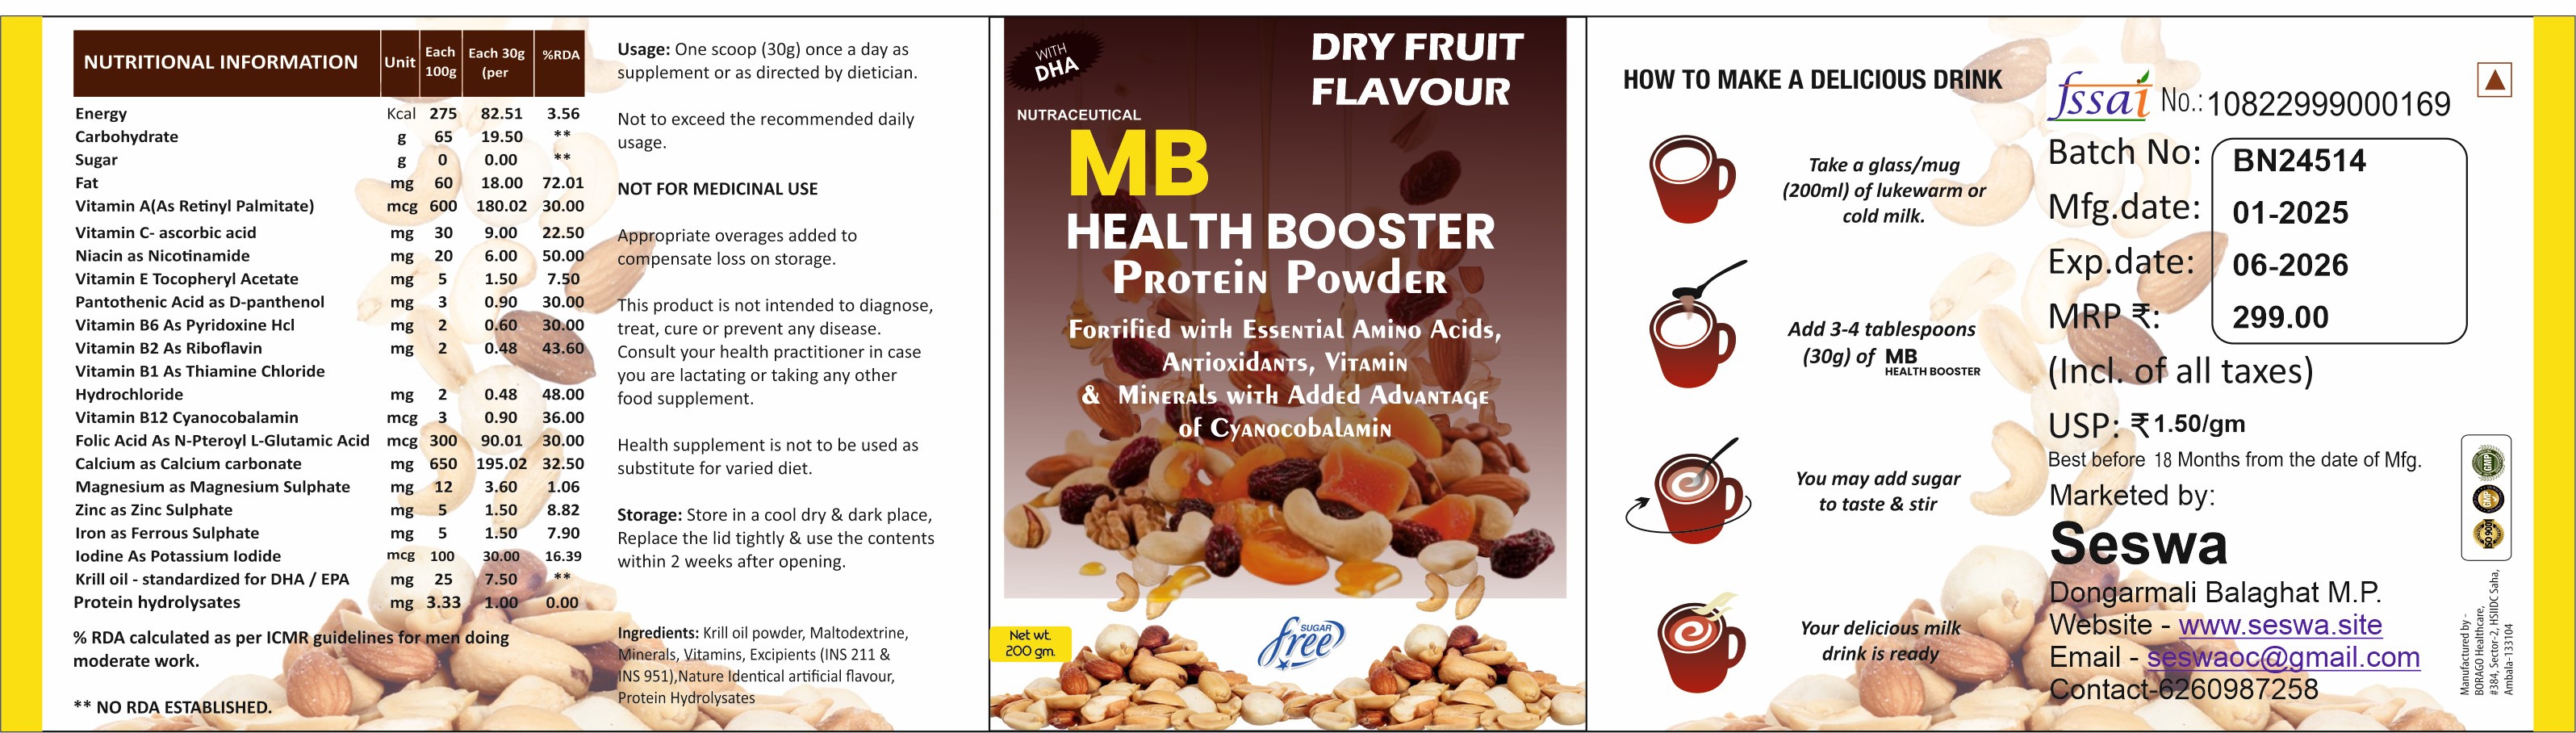 NUTRITIONAL INFORMATION Unit Each 100g Each 30g (per %RDA
Energy Kcal 275 82.51 3.56
Carbohydrate g 65 19.50 **
Sugar g 0 0.00 **
Fat mg 60 18.00 72.01
Vitamin A(As Retinyl Palmitate) mcg 600 180.02 30.00
Vitamin C- ascorbic acid mg 30 9.00 22.50
Niacin as Nicotinamide mg 20 6.00 50.00
Vitamin E Tocopheryl Acetate mg 5 1.50 7.50
Pantothenic Acid as D-panthenol mg 3 0.90 30.00
Vitamin B6 As Pyridoxine Hcl mg 2 0.60 30.00
Vitamin B2 As Riboflavin mg 2 0.48 43.60
Vitamin B1 As Thiamine Chloride
Hydrochloride mg 2 0.48 48.00
Vitamin B12 Cyanocobalamin mcg 3 0.90 36.00
Folic Acid As N-Pteroyl L-Glutamic Acid mcg 300 90.01 30.00
Calcium as Calcium carbonate mg 650 195.02 32.50
Magnesium as Magnesium Sulphate mg 12 3.60 1.06
Zinc as Zinc Sulphate mg 5 1.50 8.82
Iron as Ferrous Sulphate mg 5 1.50 7.90
Iodine As Potassium Iodide mcg 100 30.00 16.39
Krill oil - standardized for DHA / EPA mg 25 7.50 **
Protein hydrolysates mg 3.33 1.00 0.00
% RDA calculated as per ICMR guidelines for men doing
moderate work.
** NO RDA ESTABLISHED.
Usage: One scoop (30g) once a day as
supplement or as directed by dietician.
Not to exceed the recommended daily
usage.
NOT FOR MEDICINAL USE
Appropriate overages added to
compensate loss on storage.
This product is not intended to diagnose,
treat, cure or prevent any disease.
Consult your health practitioner in case
you are lactating or taking any other
food supplement.
Health supplement is not to be used as
substitute for varied diet.
Storage: Store in a cool dry & dark place,
Replace the lid tightly & use the contents
within 2 weeks after opening.
Ingredients: Krill oil powder, Maltodextrine,
Minerals, Vitamins, Excipients (INS 211 &
INS 951),Nature Identical artificial flavour,
Protein Hydrolysates
WITH
DHA
DRY FRUIT
FLAVOUR
NUTRACEUTICAL
MB
HEALTH BOOSTER
Protein Powder
Fortified with Essential Amino Acids,
Antioxidants, Vitamin
& Minerals with Added Advantage
of Cyanocobalamin
Net wt.
200 gm.
SUGAR
free
HOW TO MAKE A DELICIOUS DRINK
Take a glass/mug
(200ml) of lukewarm or
cold milk.
Add 3-4 tablespoons
(30g) of MB
HEALTH BOOSTER
You may add sugar
to taste & stir
Your delicious milk
drink is ready
fssai No.: 10822999000169
Batch No: BN24514
Mfg.date: 01-2025
Exp.date: 06-2026
MRP ₹: 299.00
(Incl. of all taxes)
USP: ₹ 1.50/gm
Best before 18 Months from the date of Mfg.
Marketed by:
Seswa
Dongarmali Balaghat M.P.
Website - www.seswa.site
Email - seswaoc@gmail.com
Contact-6260987258
GMP
GMP
ISO 9001
Manufactured by -
BORAGO Healthcare,
#384, Sector-2, HSIIDC Saha,
Ambala-133104